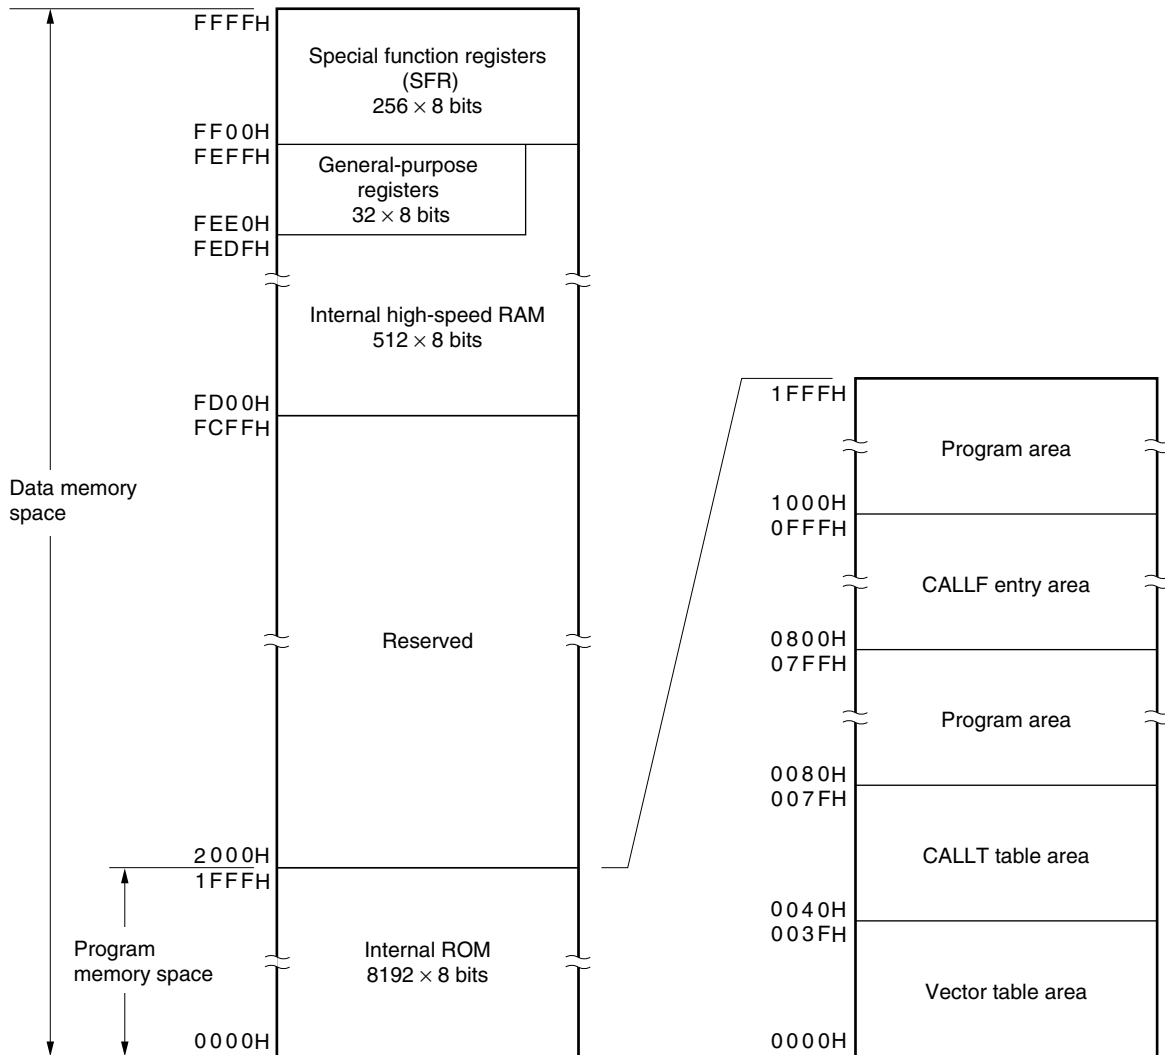 FFFFH
Special function registers
(SFR)
256 × 8 bits
FF00H
FEFFH
General-purpose
registers
32 × 8 bits
FEE0H
FEDFH
Internal high-speed RAM
512 × 8 bits
FD00H
FCFFH
Data memory
space
Reserved
2000H
1FFFH
Program
memory space
Internal ROM
8192 × 8 bits
0000H
1FFFH
Program area
1000H
0FFFH
CALLF entry area
0800H
07FFH
Program area
0080H
007FH
CALLT table area
0040H
003FH
Vector table area
0000H